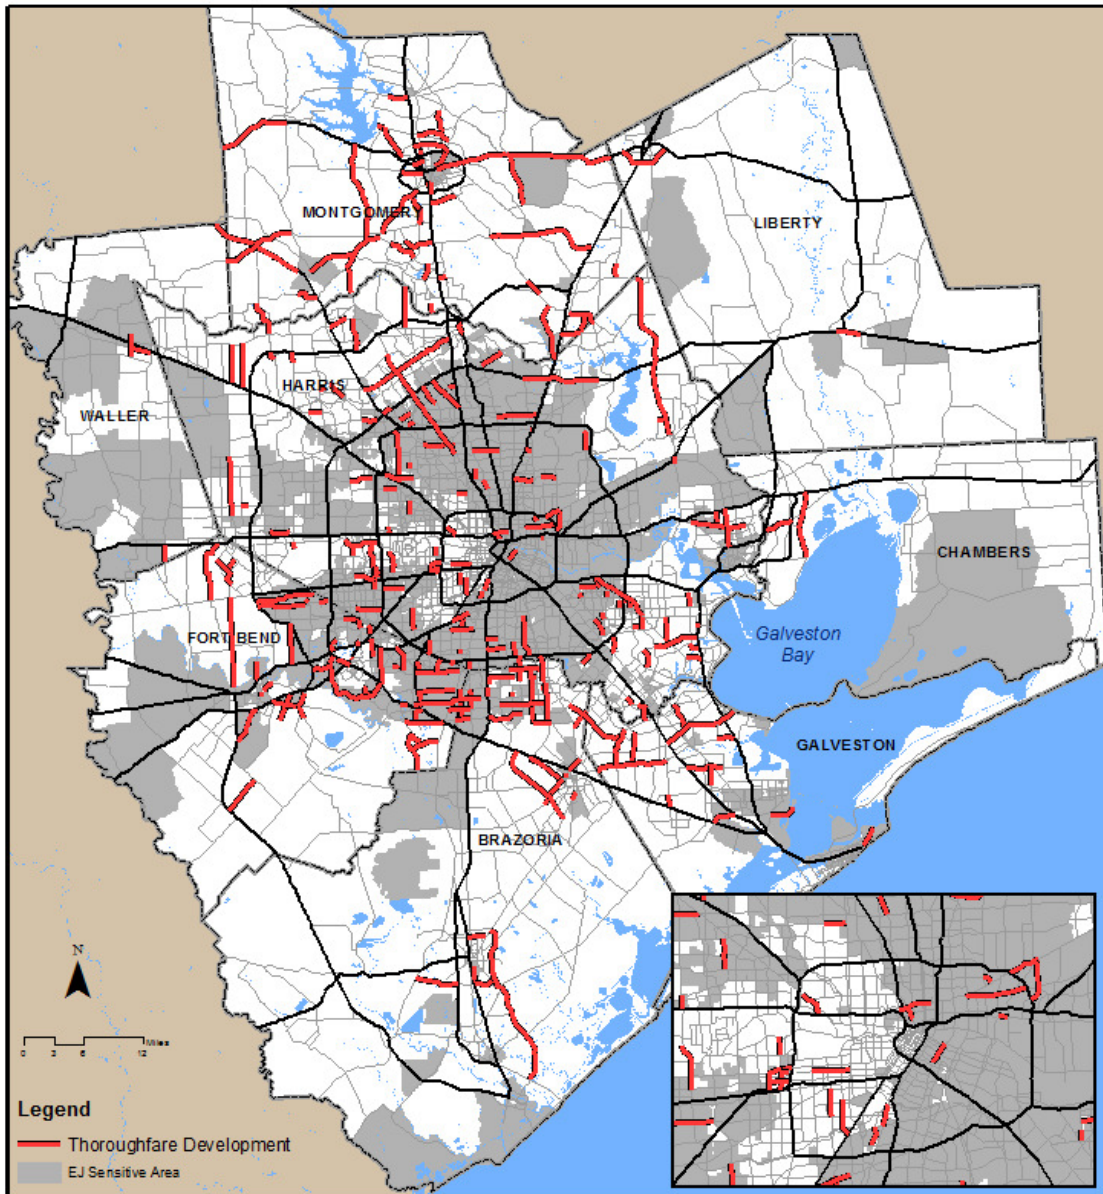 MONTGOMERY
LIBERTY
HARRIS
WALLER
CHAMBERS
FORT BEND
Galveston
Bay
GALVESTON
BRAZORIA
N
0 3 6 12 Miles
Legend
Thoroughfare Development
EJ Sensitive Area